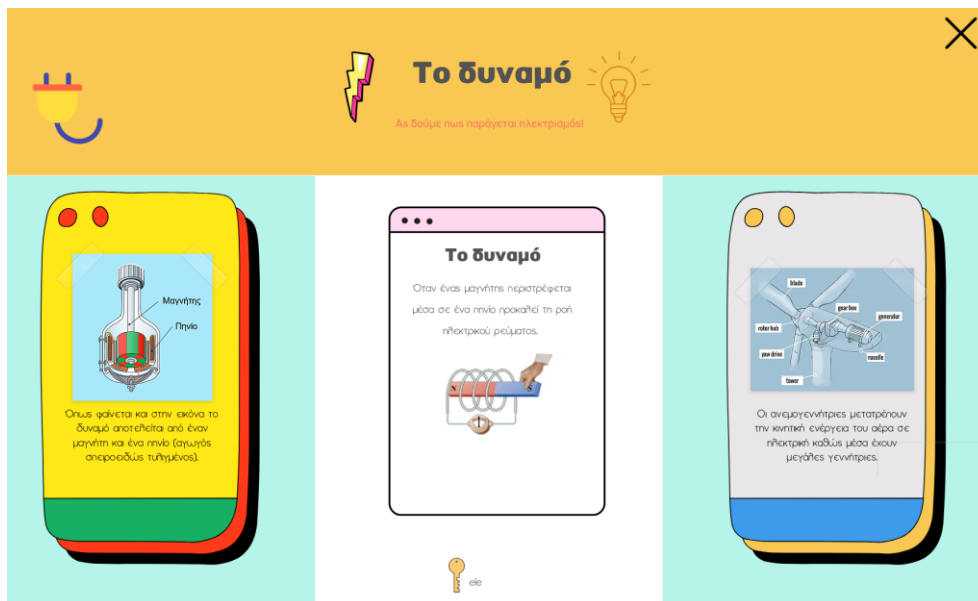 Το δυναμό
Ας δούμε πως παράγεται ηλεκτρισμός!
Μαγνήτης
Πηνίο
Όπως φαίνεται και στην εικόνα το
δυναμό αποτελείται από έναν
μαγνήτη και ένα πηνίο (αγωγός
σπειροειδώς τυλιγμένος).
Το δυναμό
Όταν ένας μαγνήτης περιστρέφεται
μέσα σε ένα πηνίο προκαλεί τη ροή
ηλεκτρικού ρεύματος.
N S
ele
blade
gear box
generator
rotor hub
yaw drive
nacelle
tower
Οι ανεμογεννήτριες μετατρέπουν
την κινητική ενέργεια του αέρα σε
ηλεκτρική καθώς μέσα έχουν
μεγάλες γεννήτριες.